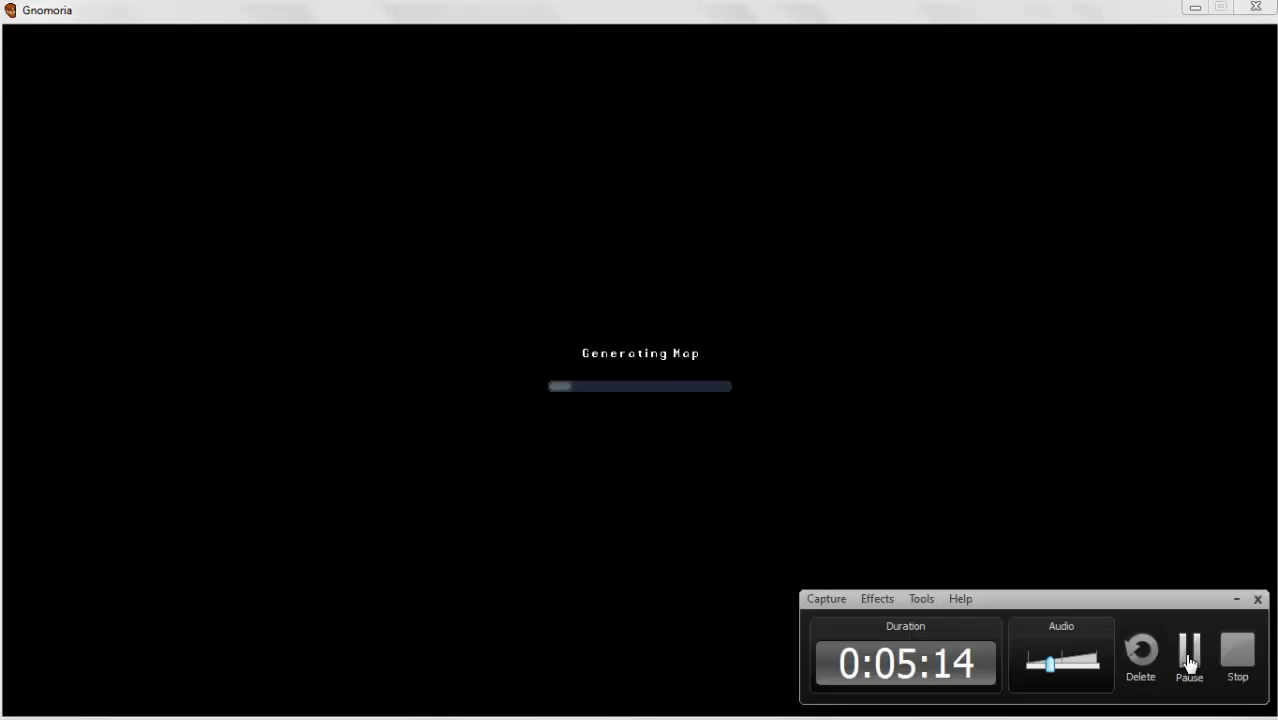 Gnomoria
Generating Map
Capture Effects Tools Help
Duration
Audio
0:05:14
Delete
Pause
Stop